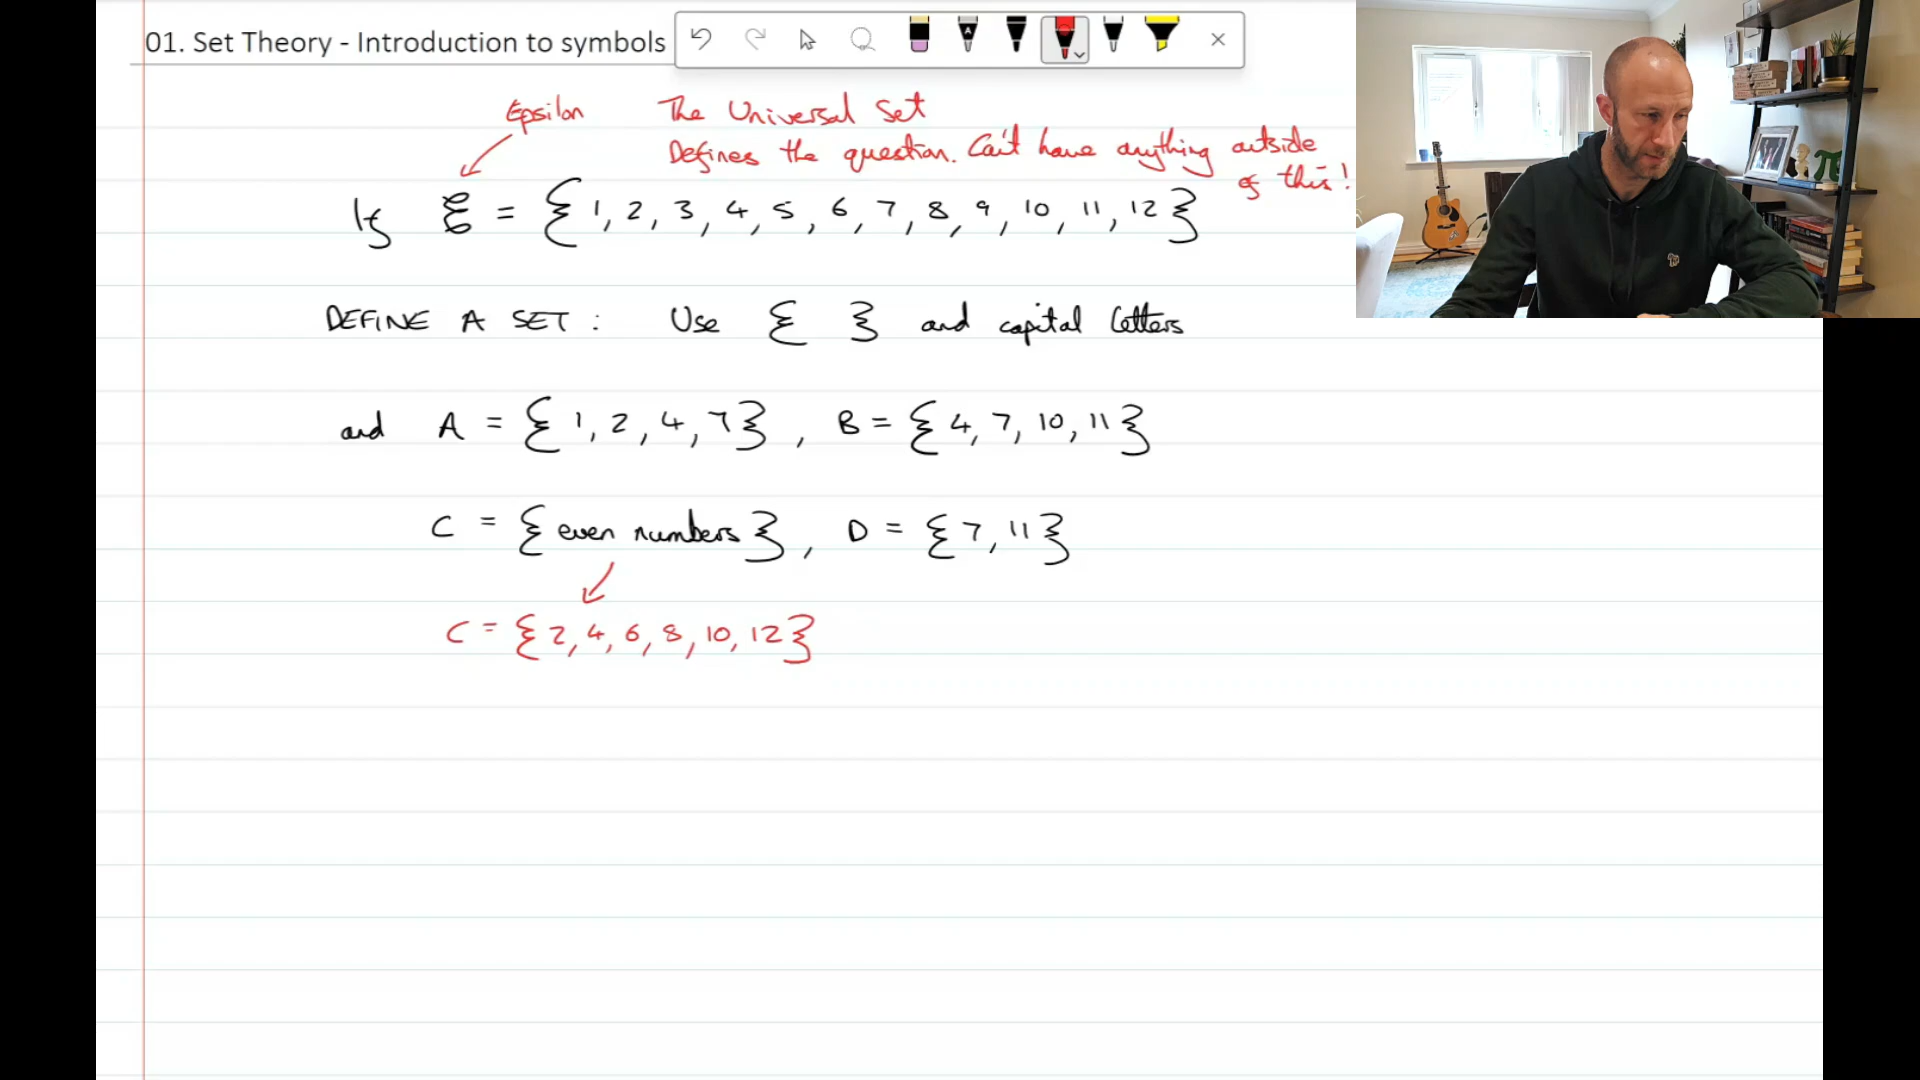 01. Set Theory - Introduction to symbols
Epsilon The Universal Set
Defines the question. Can't have anything outside
of this!
If ξ = {1, 2, 3, 4, 5, 6, 7, 8, 9, 10, 11, 12}
DEFINE A SET : Use { } and capital letters
and A = {1, 2, 4, 7} , B = {4, 7, 10, 11}
C = {even numbers} , D = {7, 11}
C = {2, 4, 6, 8, 10, 12}